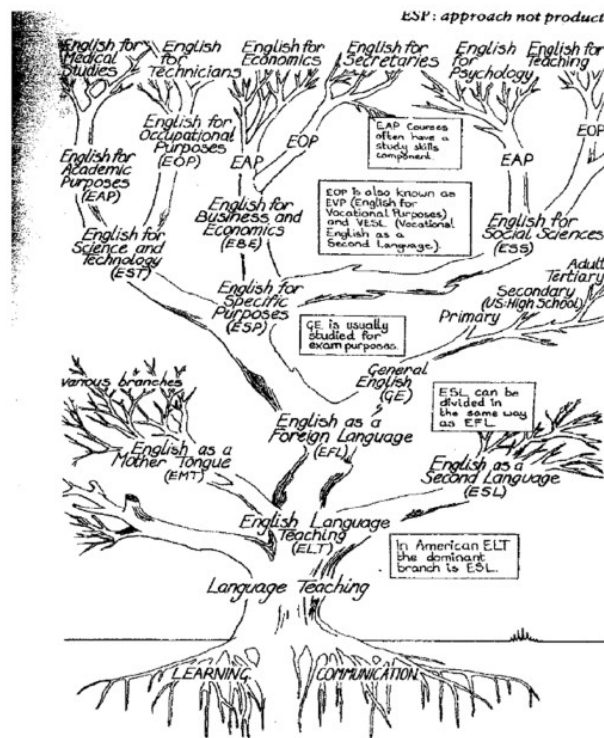 ESP: approach not product
English for
Medical
Studies
English
for
Technicians
English for
Economics
English for
Secretaries
English
for
Psychology
English for
Teaching
English for
Occupational
Purposes
(EOP)
EAP
EOP
EAP Courses
often have a
study skills
component.
EAP
EOP
English for
Academic
Purposes
(EAP)
EOP is also known as
EVP (English for
Vocational Purposes)
and VESL (Vocational
English as a
Second Language).
English for
Business and
Economics
(EBE)
English for
Social Sciences
(ESS)
English for
Science and
Technology
(EST)
Adult
Tertiary
Secondary
(US: High School)
Primary
English for
Specific
Purposes
(ESP)
GE is usually
studied for
exam purposes.
General
English
(GE)
various branches
ESL can be
divided in
the same way
as EFL
English as a
Foreign Language
(EFL)
English as a
Mother Tongue
(EMT)
English as a
Second Language
(ESL)
English Language
Teaching
(ELT)
In American ELT
the dominant
branch is ESL.
Language Teaching
LEARNING
COMMUNICATION